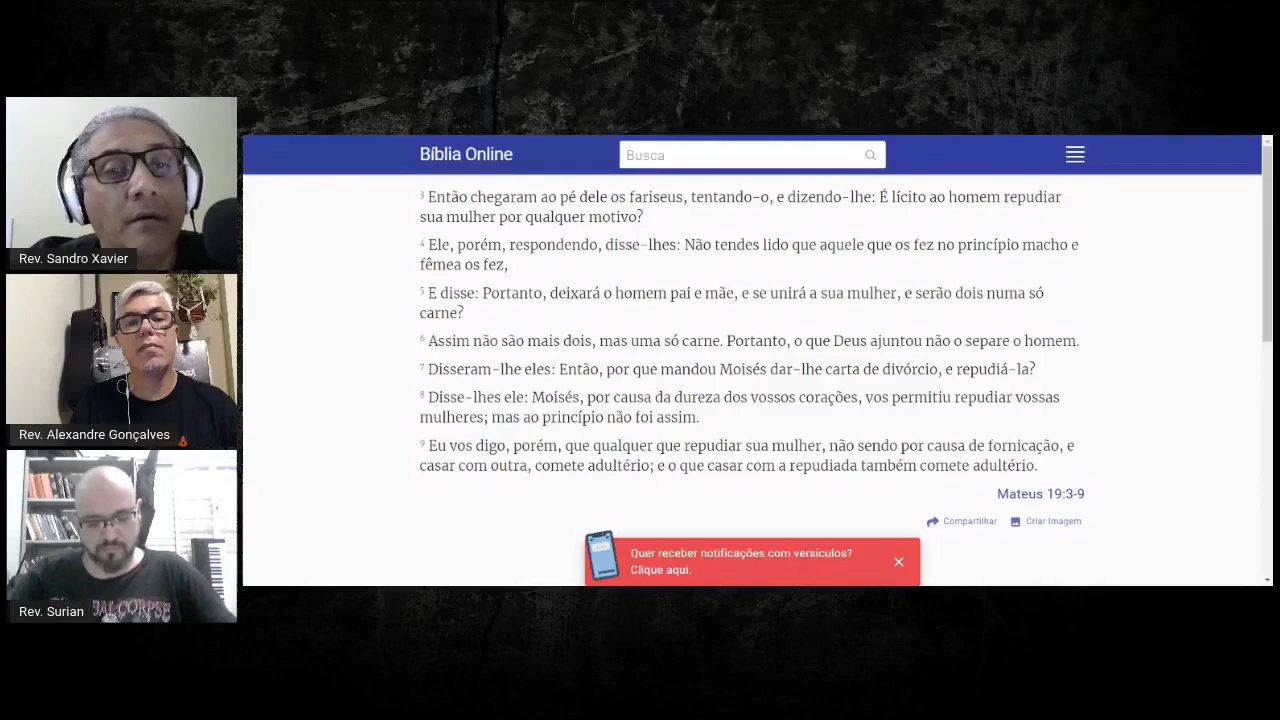 Rev. Sandro Xavier
Rev. Alexandre Gonçalves
BAL CORPSE
Rev. Surian
Bíblia Online
Busca
3 Então chegaram ao pé dele os fariseus, tentando-o, e dizendo-lhe: É lícito ao homem repudiar
sua mulher por qualquer motivo?
4 Ele, porém, respondendo, disse-lhes: Não tendes lido que aquele que os fez no princípio macho e
fêmea os fez,
5 E disse: Portanto, deixará o homem pai e mãe, e se unirá a sua mulher, e serão dois numa só
carne?
6 Assim não são mais dois, mas uma só carne. Portanto, o que Deus ajuntou não o separe o homem.
7 Disseram-lhe eles: Então, por que mandou Moisés dar-lhe carta de divórcio, e repudiá-la?
8 Disse-lhes ele: Moisés, por causa da dureza dos vossos corações, vos permitiu repudiar vossas
mulheres; mas ao princípio não foi assim.
9 Eu vos digo, porém, que qualquer que repudiar sua mulher, não sendo por causa de fornicação, e
casar com outra, comete adultério; e o que casar com a repudiada também comete adultério.
Mateus 19:3-9
Compartilhar
Criar Imagem
Quer receber notificações com versículos?
Clique aqui.